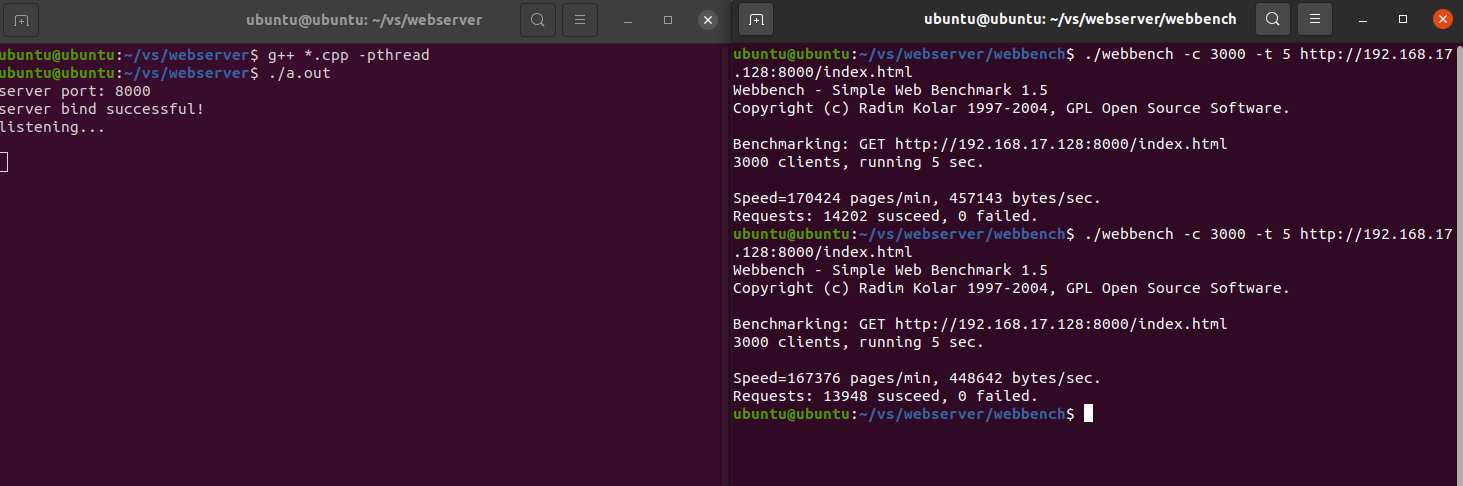 ubuntu@ubuntu: ~/vs/webserver
ubuntu@ubuntu:~/vs/webserver$ g++ *.cpp -pthread
ubuntu@ubuntu:~/vs/webserver$ ./a.out
server port: 8000
server bind successful!
listening...
ubuntu@ubuntu: ~/vs/webserver/webbench
ubuntu@ubuntu:~/vs/webserver/webbench$ ./webbench -c 3000 -t 5 http://192.168.17
.128:8000/index.html
Webbench - Simple Web Benchmark 1.5
Copyright (c) Radim Kolar 1997-2004, GPL Open Source Software.
Benchmarking: GET http://192.168.17.128:8000/index.html
3000 clients, running 5 sec.
Speed=170424 pages/min, 457143 bytes/sec.
Requests: 14202 susceed, 0 failed.
ubuntu@ubuntu:~/vs/webserver/webbench$ ./webbench -c 3000 -t 5 http://192.168.17
.128:8000/index.html
Webbench - Simple Web Benchmark 1.5
Copyright (c) Radim Kolar 1997-2004, GPL Open Source Software.
Benchmarking: GET http://192.168.17.128:8000/index.html
3000 clients, running 5 sec.
Speed=167376 pages/min, 448642 bytes/sec.
Requests: 13948 susceed, 0 failed.
ubuntu@ubuntu:~/vs/webserver/webbench$